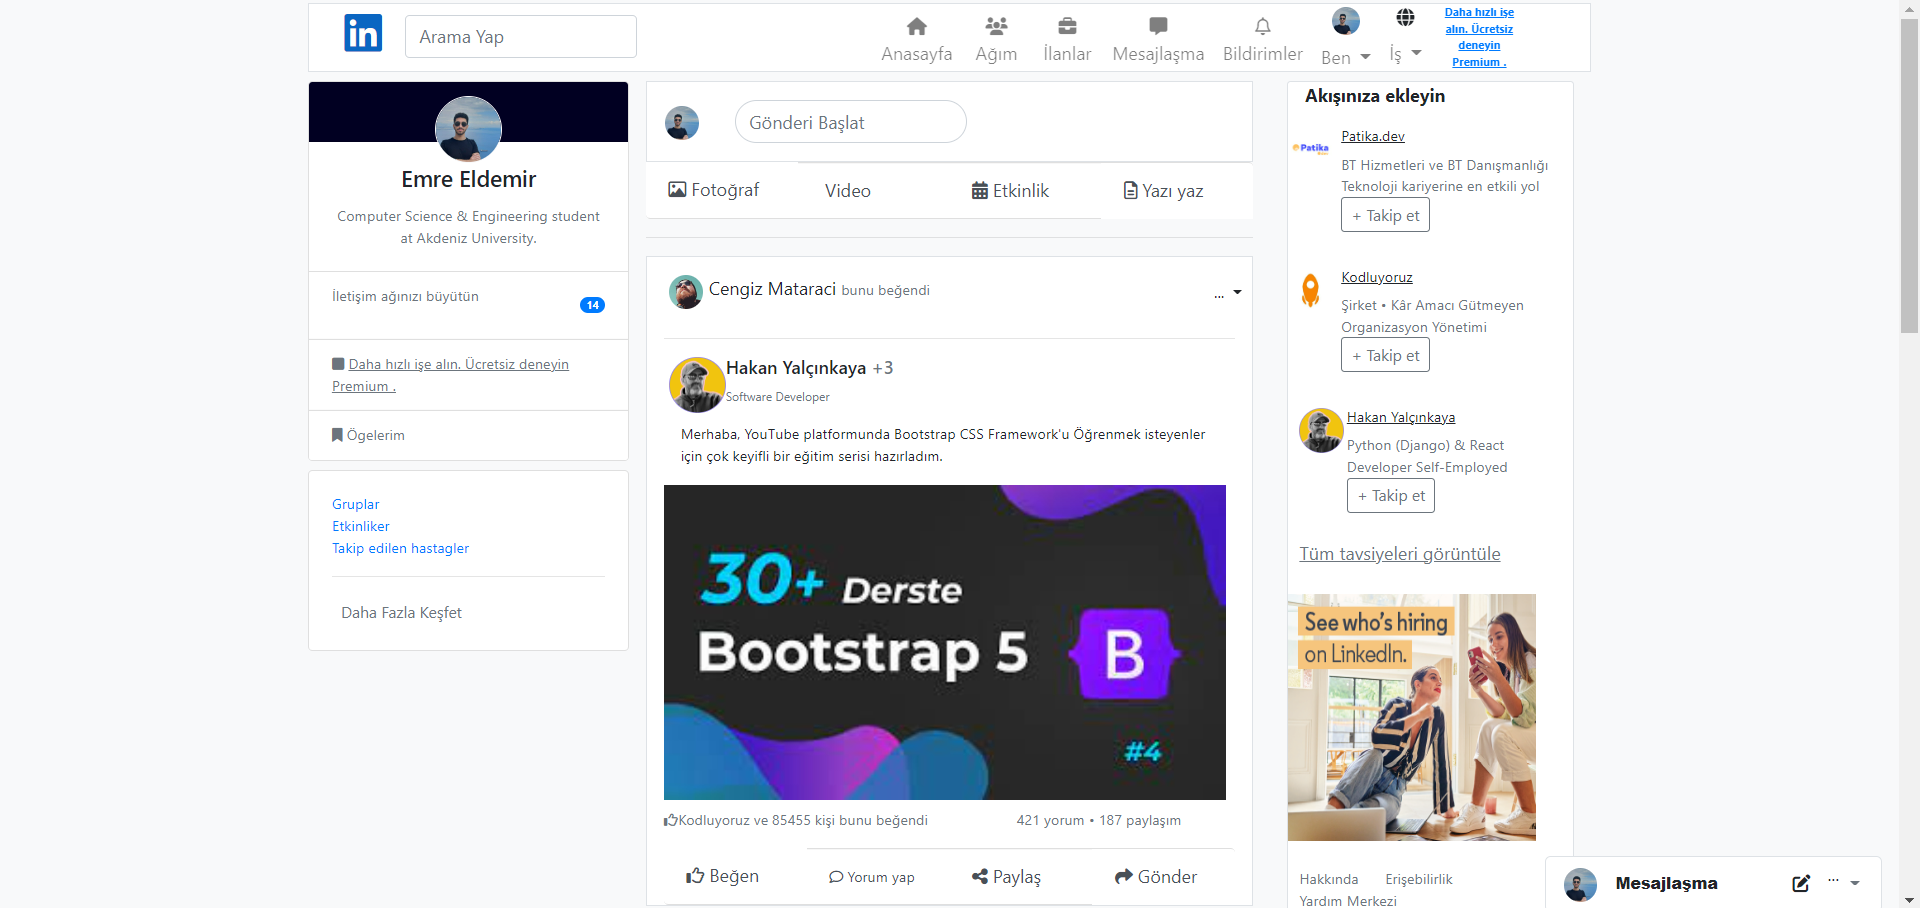 in
Arama Yap
Anasayfa
Ağım
İlanlar
Mesajlaşma
Bildirimler
Ben
İş
Daha hızlı işe
alın. Ücretsiz
deneyin
Premium .
Emre Eldemir
Computer Science & Engineering student
at Akdeniz University.
İletişim ağınızı büyütün
14
Daha hızlı işe alın. Ücretsiz deneyin
Premium .
Ögelerim
Gruplar
Etkinliker
Takip edilen hastagler
Daha Fazla Keşfet
Gönderi Başlat
Fotoğraf
Video
Etkinlik
Yazı yaz
Cengiz Mataraci bunu beğendi
...
Hakan Yalçınkaya +3
Software Developer
Merhaba, YouTube platformunda Bootstrap CSS Framework'u Öğrenmek isteyenler
için çok keyifli bir eğitim serisi hazırladım.
30+ Derste
Bootstrap 5
B
#4
Kodluyoruz ve 85455 kişi bunu beğendi
421 yorum • 187 paylaşım
Beğen
Yorum yap
Paylaş
Gönder
Akışınıza ekleyin
Patika
Patika.dev
BT Hizmetleri ve BT Danışmanlığı
Teknoloji kariyerine en etkili yol
+ Takip et
Kodluyoruz
Şirket • Kâr Amacı Gütmeyen
Organizasyon Yönetimi
+ Takip et
Hakan Yalçınkaya
Python (Django) & React
Developer Self-Employed
+ Takip et
Tüm tavsiyeleri görüntüle
See who's hiring
on LinkedIn.
Hakkında
Erişebilirlik
Yardım Merkezi
Mesajlaşma
...